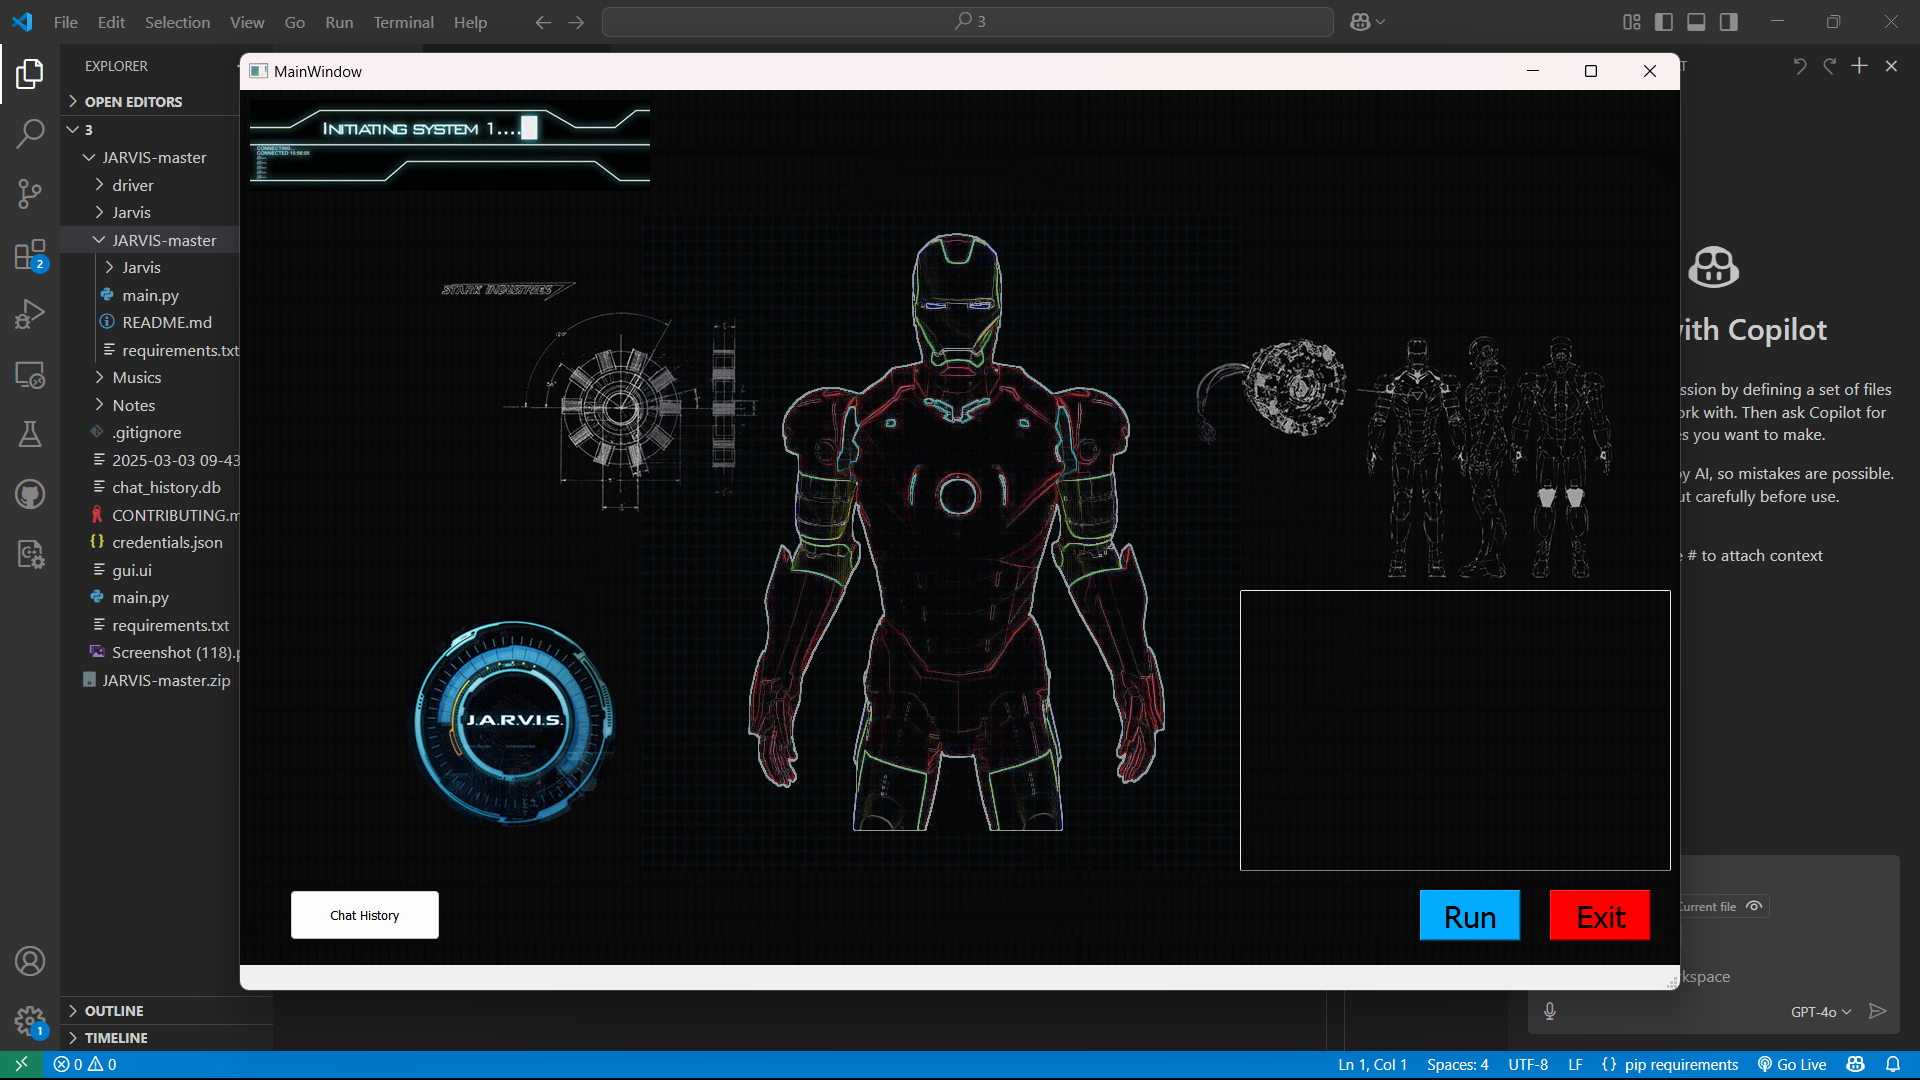 File Edit Selection View Go Run Terminal Help
3
EXPLORER
OPEN EDITORS
3
JARVIS-master
driver
Jarvis
JARVIS-master
Jarvis
main.py
README.md
requirements.txt
Musics
Notes
.gitignore
2025-03-03 09-43
chat_history.db
CONTRIBUTING.m
credentials.json
gui.ui
main.py
requirements.txt
Screenshot (118).p
JARVIS-master.zip
OUTLINE
TIMELINE
2
1
MainWindow
INITIATING SYSTEM 1....
CONNECTING...
STARK INDUSTRIES
J.A.R.V.I.S.
Chat History
Run
Exit
T
ith Copilot
ssion by defining a set of files
ork with. Then ask Copilot for
s you want to make.
y AI, so mistakes are possible.
ut carefully before use.
# to attach context
Current file
kspace
GPT-4o
0 0
Ln 1, Col 1 Spaces: 4 UTF-8 LF {} pip requirements Go Live